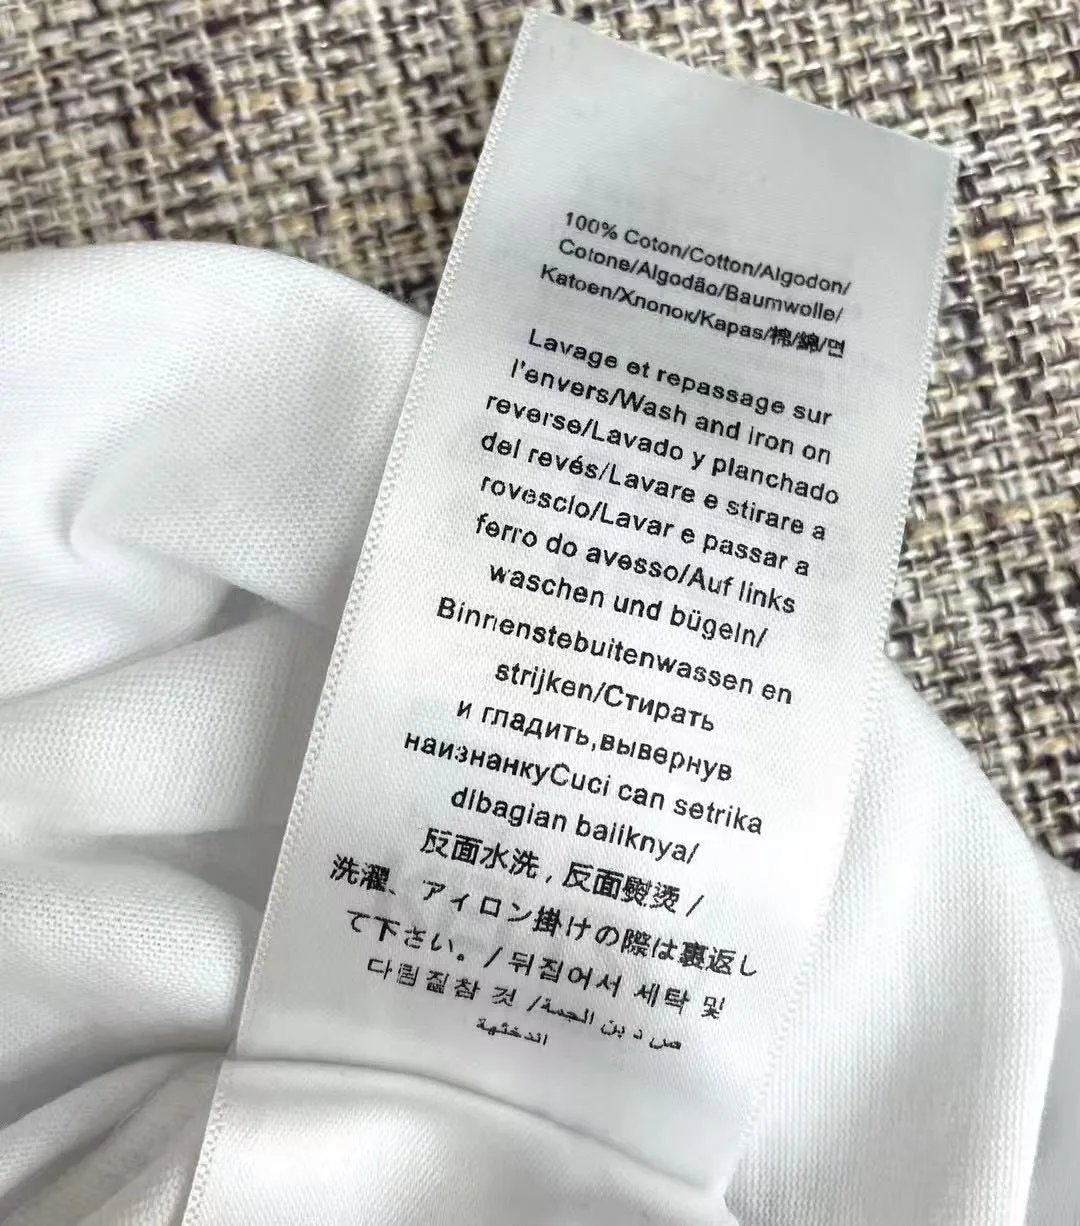 100% Coton/Cotton/Algodon/
Cotone/Algodão/Baumwolle/
Katoen/Хлопок/Kapas/棉/綿/면
Lavage et repassage sur
l'envers/Wash and iron on
reverse/Lavado y planchado
del revés/Lavare e stirare a
rovescio/Lavar e passar a
ferro do avesso/Auf links
waschen und bügeln/
Binnenstebuitenwassen en
strijken/Стирать
и гладить,вывернув
наизнанкуCuci can setrika
dibagian baliknya/
反面水洗,反面熨烫/
洗濯、アイロン掛けの際は裏返し
て下さい。/뒤집어서 세탁 및
다림질할 것/